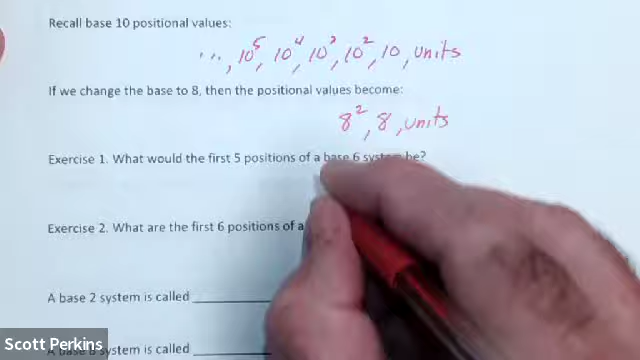 Recall base 10 positional values:
..., 10⁵, 10⁴, 10³, 10², 10, units
If we change the base to 8, then the positional values become:
8², 8, units
Exercise 1. What would the first 5 positions of a base 6 system be?
Exercise 2. What are the first 6 positions of a
A base 2 system is called ________
system is called ________
Scott Perkins